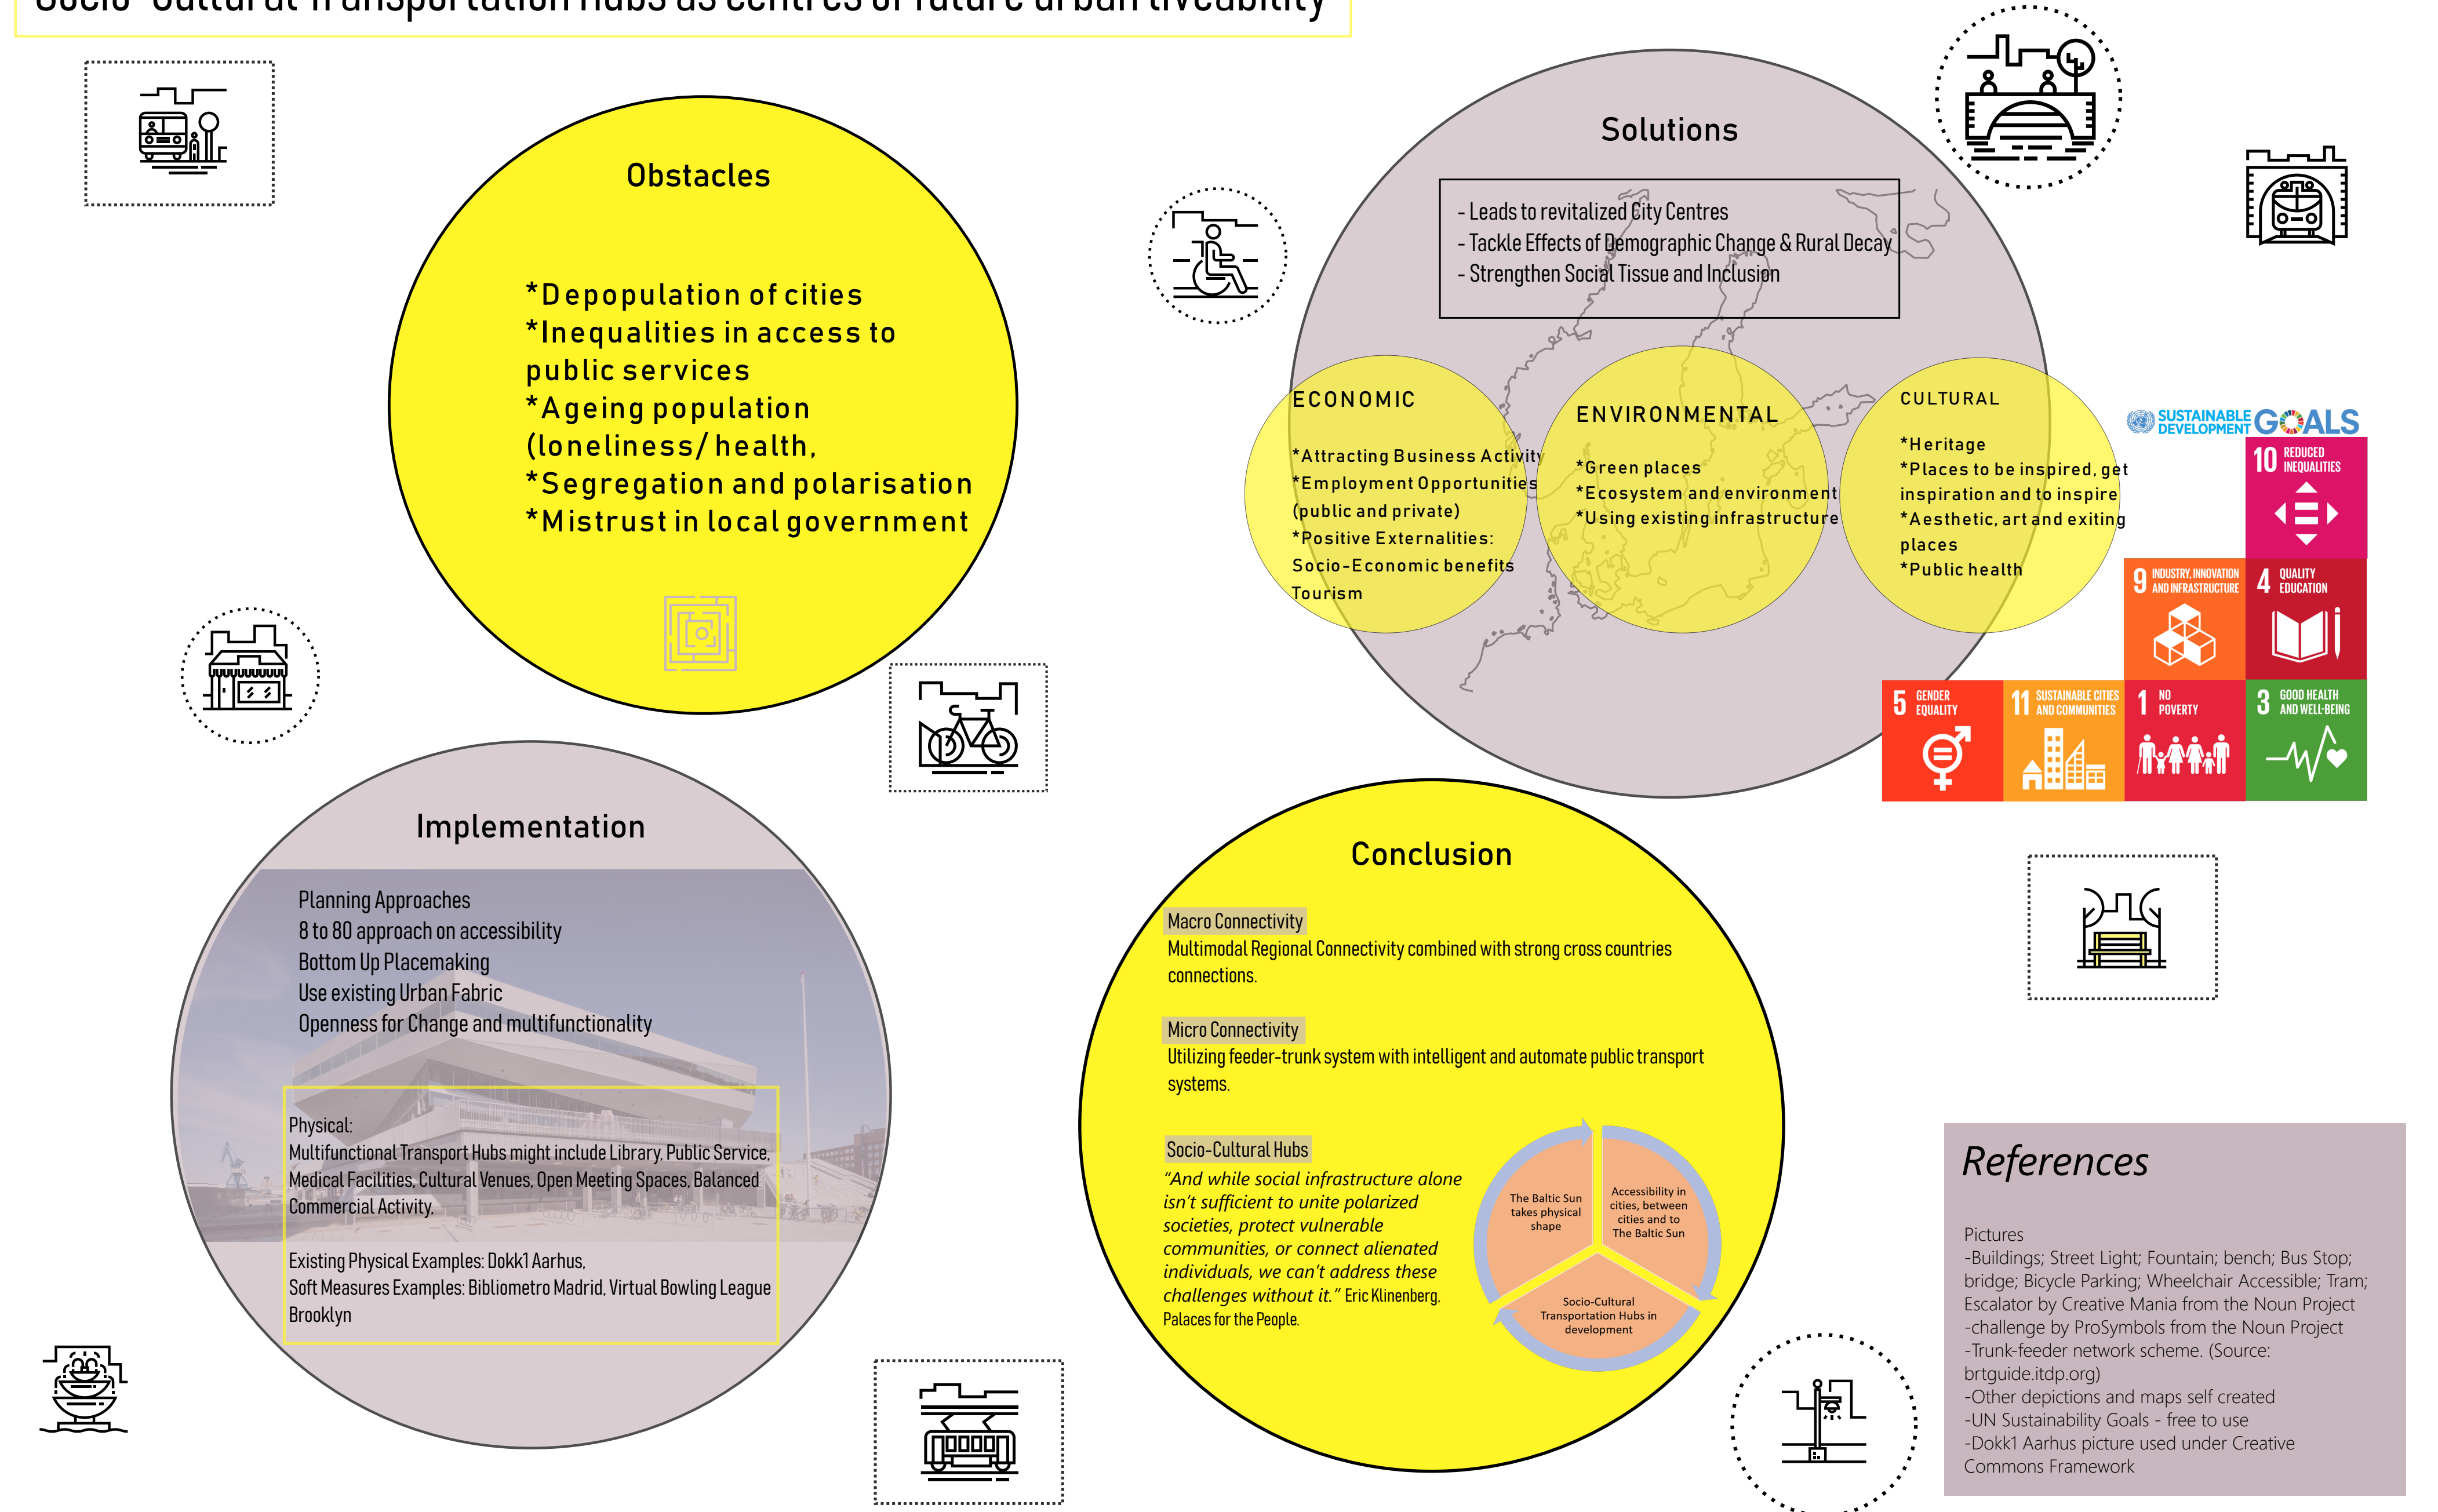 Socio-Cultural Transportation Hubs as centres of future urban liveability
Obstacles
*Depopulation of cities
*Inequalities in access to
public services
*Ageing population
(loneliness/ health,
*Segregation and polarisation
*Mistrust in local government
Solutions
- Leads to revitalized City Centres
- Tackle Effects of Demographic Change & Rural Decay
- Strengthen Social Tissue and Inclusion
ECONOMIC
*Attracting Business Activity
*Employment Opportunities
(public and private)
*Positive Externalities:
Socio-Economic benefits
Tourism
ENVIRONMENTAL
*Green places
*Ecosystem and environment
*Using existing infrastructure
CULTURAL
*Heritage
*Places to be inspired, get
inspiration and to inspire
*Aesthetic, art and exiting
places
*Public health
SUSTAINABLE
DEVELOPMENT GOALS
10 REDUCED
INEQUALITIES
9 INDUSTRY, INNOVATION
AND INFRASTRUCTURE
4 QUALITY
EDUCATION
5 GENDER
EQUALITY
11 SUSTAINABLE CITIES
AND COMMUNITIES
1 NO
POVERTY
3 GOOD HEALTH
AND WELL-BEING
Implementation
Planning Approaches
8 to 80 approach on accessibility
Bottom Up Placemaking
Use existing Urban Fabric
Openness for Change and multifunctionality
Physical:
Multifunctional Transport Hubs might include Library, Public Service,
Medical Facilities, Cultural Venues, Open Meeting Spaces, Balanced
Commercial Activity.
Existing Physical Examples: Dokk1 Aarhus,
Soft Measures Examples: Bibliometro Madrid, Virtual Bowling League
Brooklyn
Conclusion
Macro Connectivity
Multimodal Regional Connectivity combined with strong cross countries
connections.
Micro Connectivity
Utilizing feeder-trunk system with intelligent and automate public transport
systems.
Socio-Cultural Hubs
“And while social infrastructure alone
isn’t sufficient to unite polarized
societies, protect vulnerable
communities, or connect alienated
individuals, we can’t address these
challenges without it.” Eric Klinenberg,
Palaces for the People.
The Baltic Sun
takes physical
shape
Accessibility in
cities, between
cities and to
The Baltic Sun
Socio-Cultural
Transportation Hubs in
development
References
Pictures
-Buildings; Street Light; Fountain; bench; Bus Stop;
bridge; Bicycle Parking; Wheelchair Accessible; Tram;
Escalator by Creative Mania from the Noun Project
-challenge by ProSymbols from the Noun Project
-Trunk-feeder network scheme. (Source:
brtguide.itdp.org)
-Other depictions and maps self created
-UN Sustainability Goals - free to use
-Dokk1 Aarhus picture used under Creative
Commons Framework